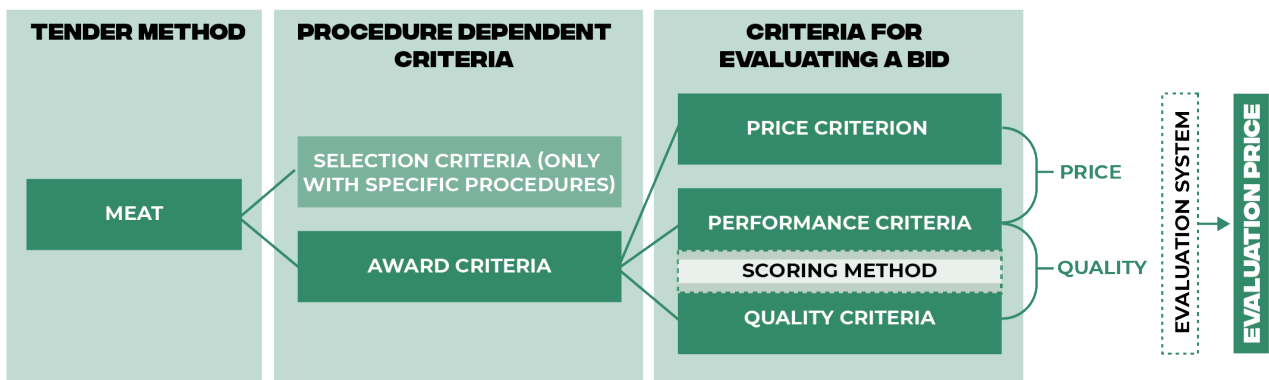 TENDER METHOD
PROCEDURE DEPENDENT
CRITERIA
CRITERIA FOR
EVALUATING A BID
MEAT
SELECTION CRITERIA (ONLY
WITH SPECIFIC PROCEDURES)
AWARD CRITERIA
PRICE CRITERION
PERFORMANCE CRITERIA
SCORING METHOD
QUALITY CRITERIA
PRICE
QUALITY
EVALUATION SYSTEM
EVALUATION PRICE